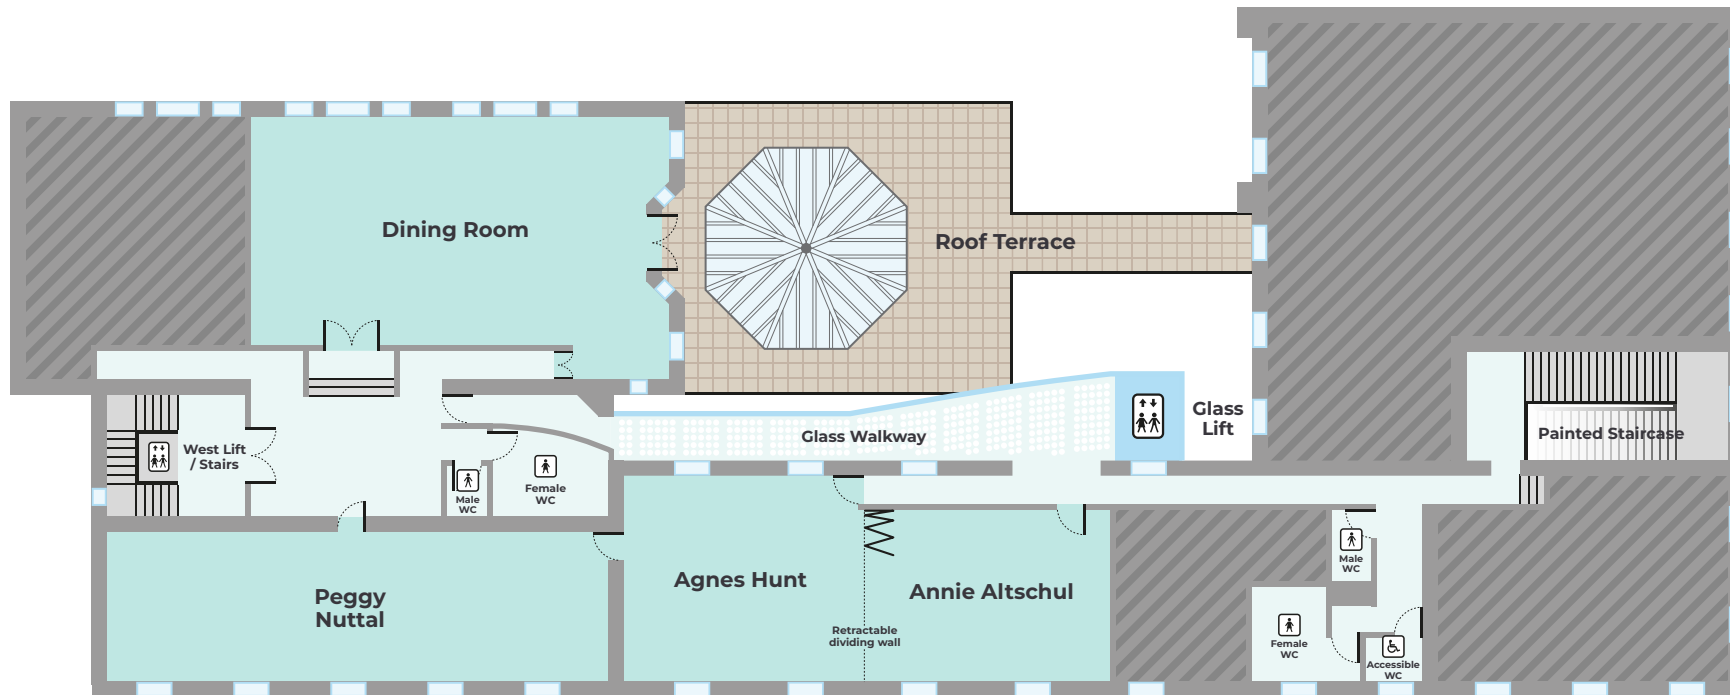 Dining Room
Roof Terrace
Glass
Lift
Glass Walkway
Painted Staircase
West Lift
/ Stairs
Male
WC
Female
WC
Peggy
Nuttal
Agnes Hunt
Annie Altschul
Retractable
dividing wall
Male
WC
Female
WC
Accessible
WC